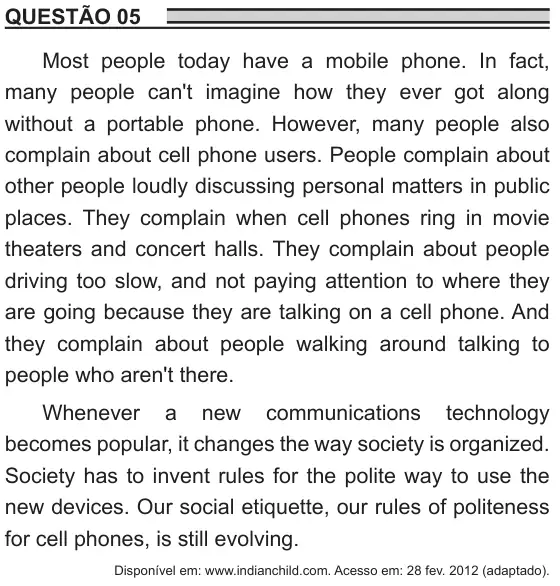 QUESTÃO 05
Most people today have a mobile phone. In fact,
many people can't imagine how they ever got along
without a portable phone. However, many people also
complain about cell phone users. People complain about
other people loudly discussing personal matters in public
places. They complain when cell phones ring in movie
theaters and concert halls. They complain about people
driving too slow, and not paying attention to where they
are going because they are talking on a cell phone. And
they complain about people walking around talking to
people who aren't there.
Whenever a new communications technology
becomes popular, it changes the way society is organized.
Society has to invent rules for the polite way to use the
new devices. Our social etiquette, our rules of politeness
for cell phones, is still evolving.
Disponível em: www.indianchild.com. Acesso em: 28 fev. 2012 (adaptado).